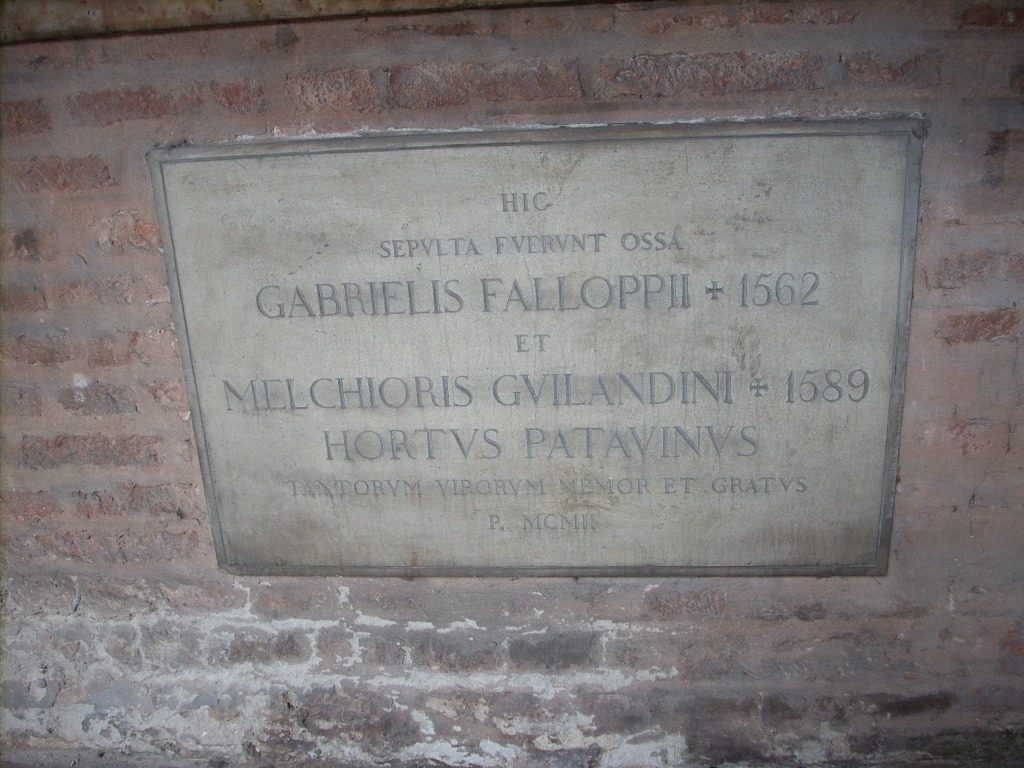 HIC
SEPVLTA FVERVNT OSSA
GABRIELIS FALLOPPII ✠ 1562
ET
MELCHIORIS GVILANDINI ✠ 1589
HORTVS PATAVINVS
TANTORVM VIRORVM MEMOR ET GRATVS
P. MCMII